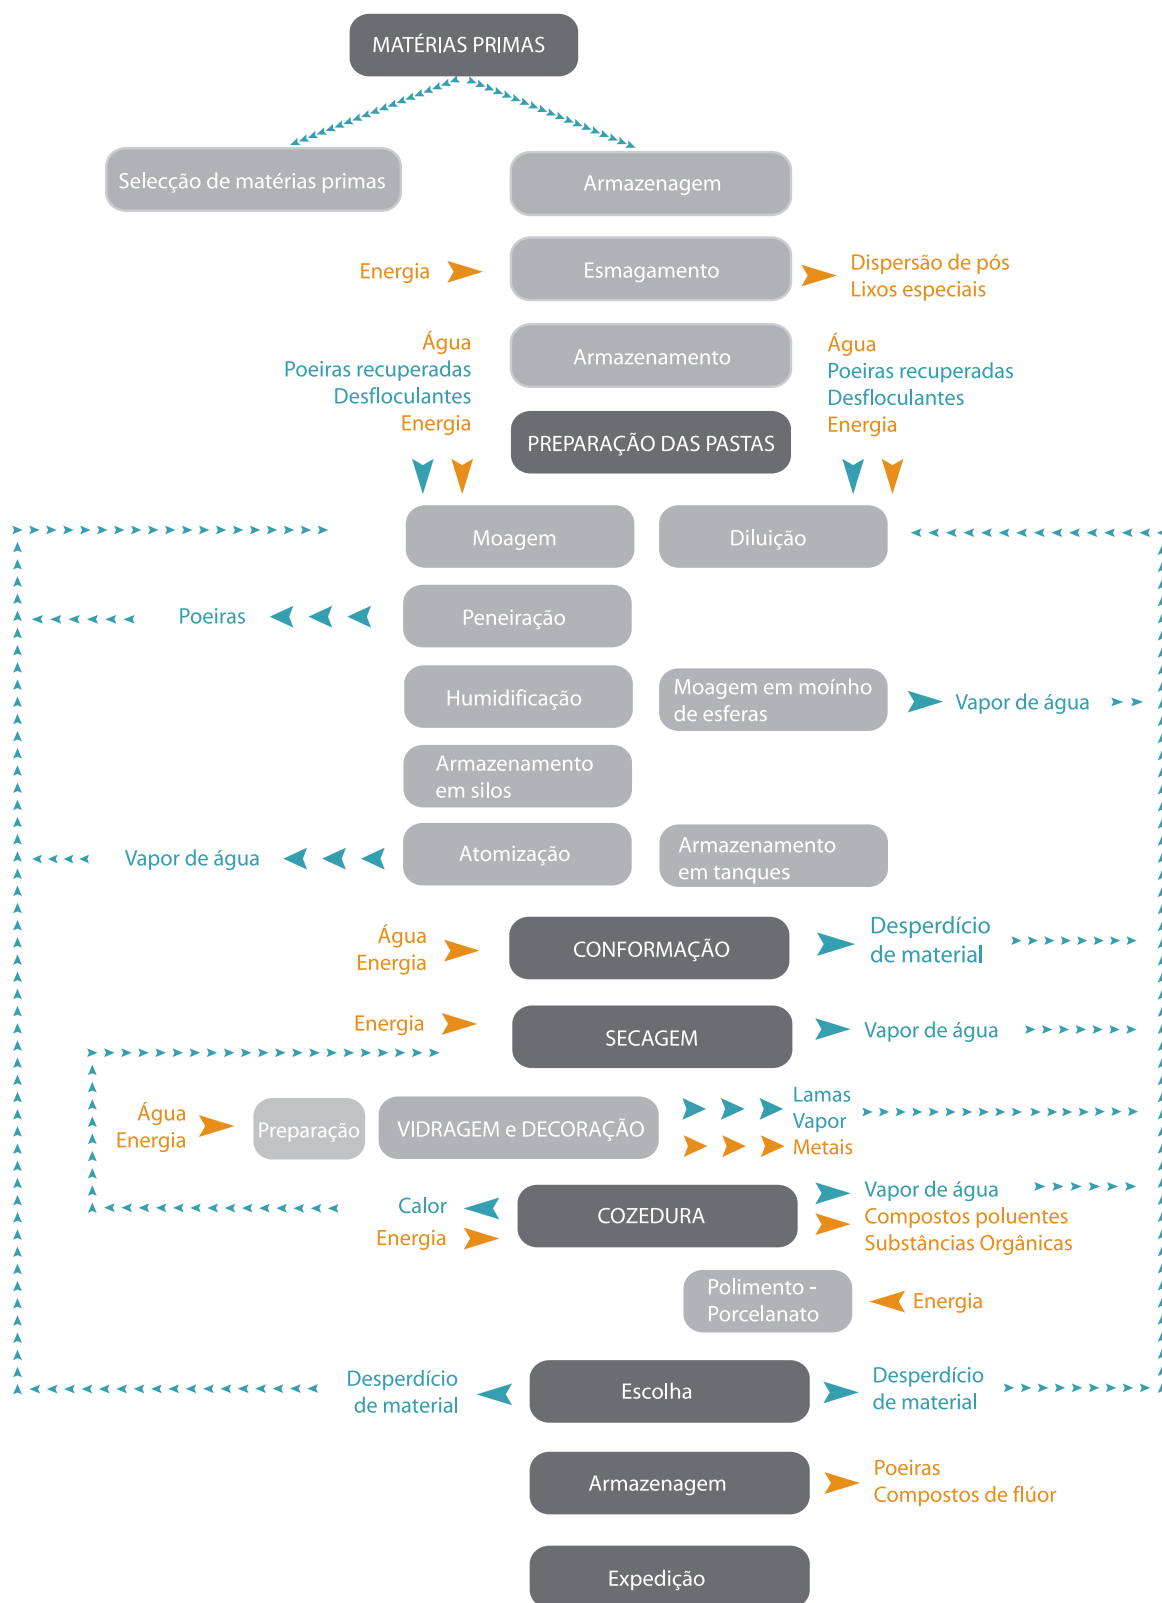 MATÉRIAS PRIMAS
Selecção de matérias primas
Armazenagem
Energia
Esmagamento
Dispersão de pós
Lixos especiais
Água
Poeiras recuperadas
Desfloculantes
Energia
Armazenamento
Água
Poeiras recuperadas
Desfloculantes
Energia
PREPARAÇÃO DAS PASTAS
Moagem
Diluição
Poeiras
Peneiração
Humidificação
Moagem em moínho
de esferas
Vapor de água
Armazenamento
em silos
Vapor de água
Atomização
Armazenamento
em tanques
Água
Energia
CONFORMAÇÃO
Desperdício
de material
Energia
SECAGEM
Vapor de água
Água
Energia
Preparação
VIDRAGEM e DECORAÇÃO
Lamas
Vapor
Metais
Calor
Energia
COZEDURA
Vapor de água
Compostos poluentes
Substâncias Orgânicas
Polimento -
Porcelanato
Energia
Desperdício
de material
Escolha
Desperdício
de material
Armazenagem
Poeiras
Compostos de flúor
Expedição